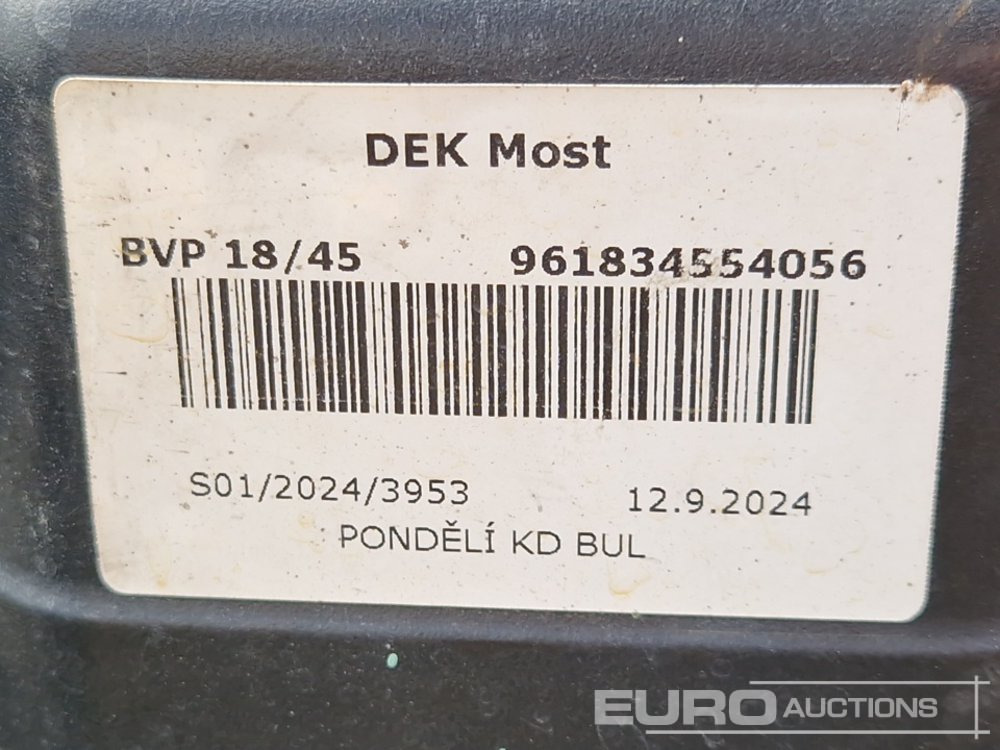 DEK Most
BVP 18/45 961834554056
S01/2024/3953 12.9.2024
PONDĚLÍ KD BUL
EURO AUCTIONS